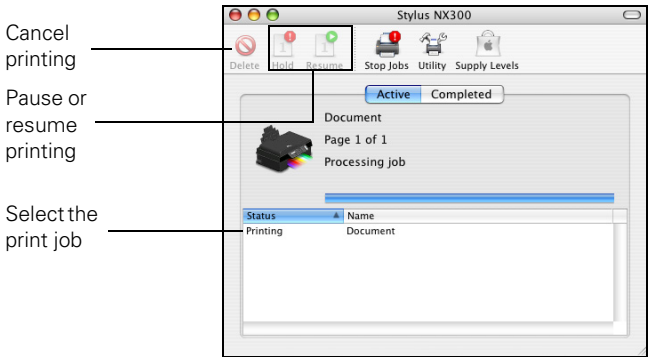 Stylus NX300
Cancel
printing
Delete Hold Resume Stop Jobs Utility Supply Levels
Pause or
resume
printing
Active Completed
Document
Page 1 of 1
Processing job
Select the
print job
Status Name
Printing Document